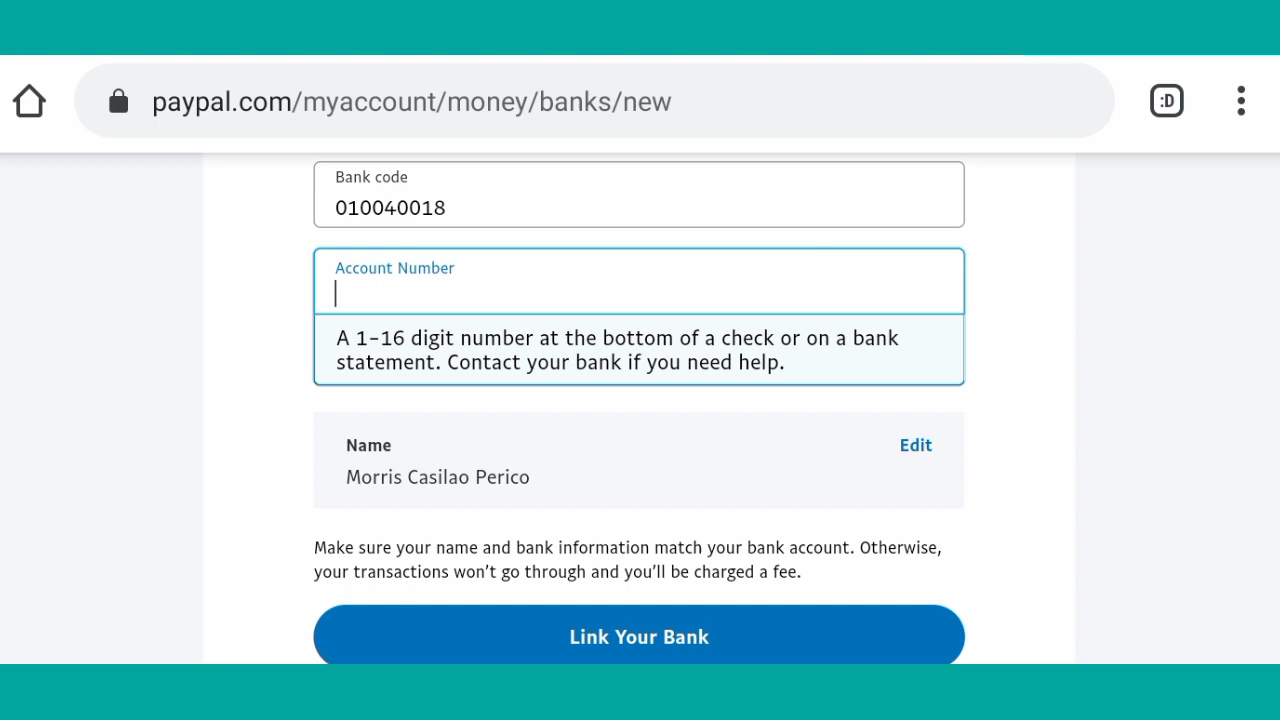 paypal.com/myaccount/money/banks/new
:D
Bank code
010040018
Account Number
A 1-16 digit number at the bottom of a check or on a bank
statement. Contact your bank if you need help.
Name
Edit
Morris Casilao Perico
Make sure your name and bank information match your bank account. Otherwise,
your transactions won't go through and you'll be charged a fee.
Link Your Bank